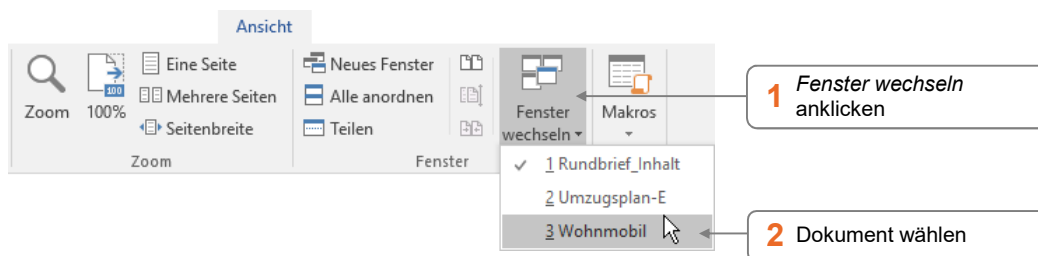 Ansicht
Zoom
100
100%
Eine Seite
Mehrere Seiten
Seitenbreite
Zoom
Neues Fenster
Alle anordnen
Teilen
Fenster
Fenster
wechseln
Makros
1 Rundbrief_Inhalt
2 Umzugsplan-E
3 Wohnmobil
1 Fenster wechseln
anklicken
2 Dokument wählen